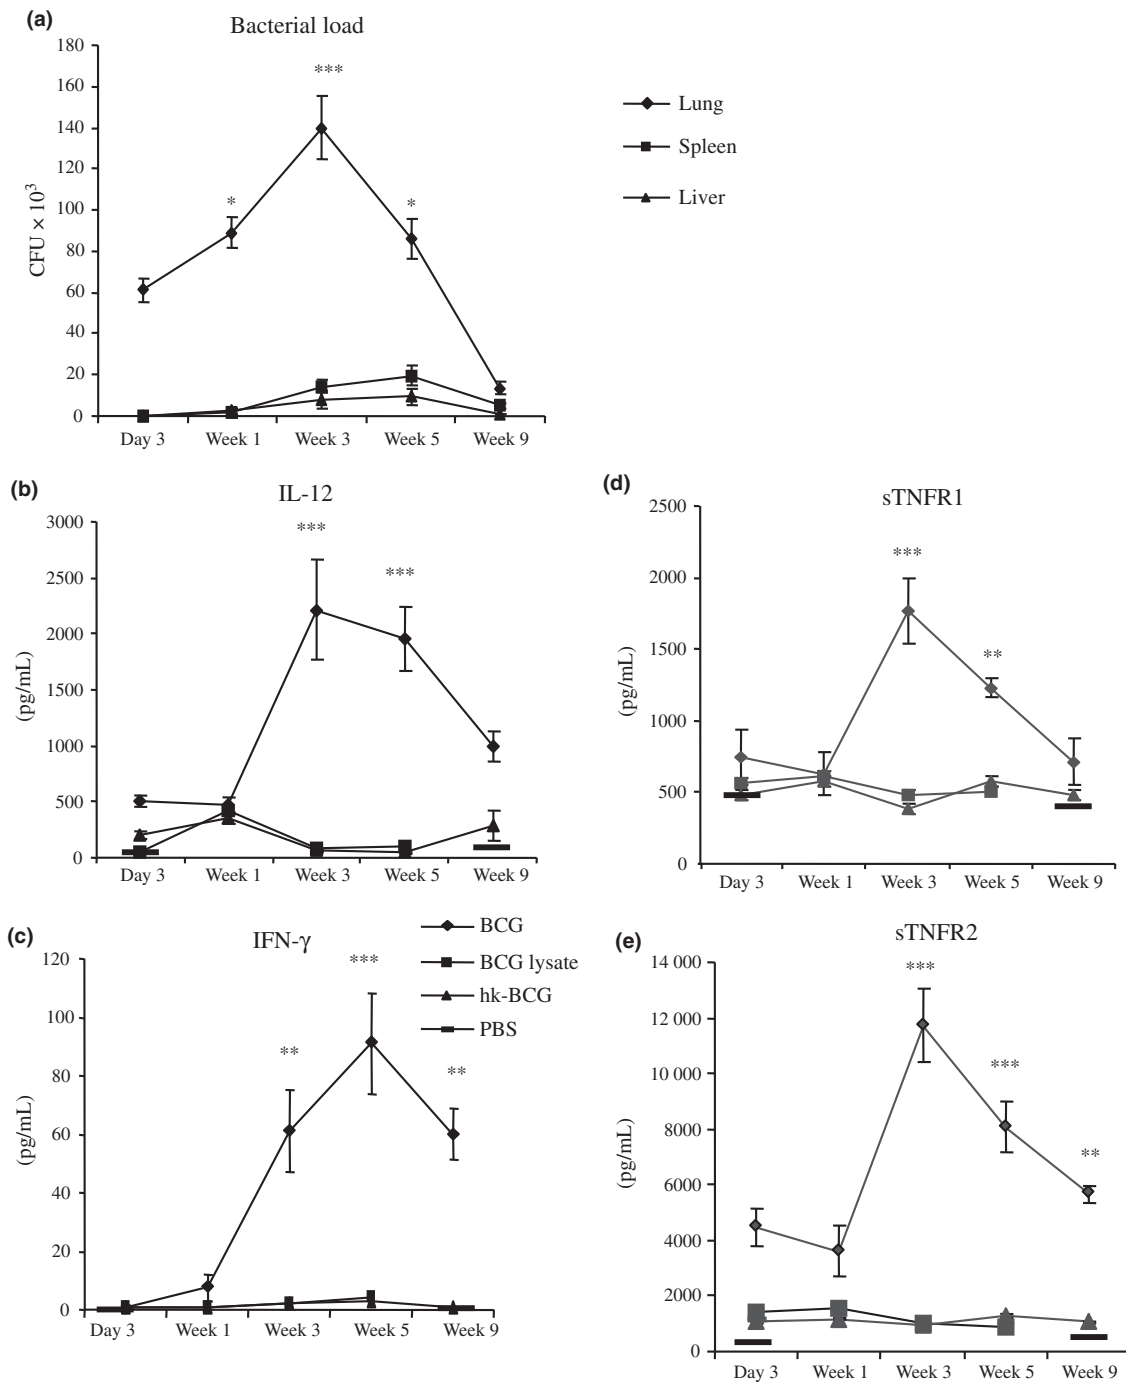 (a)
Bacterial load
180
160
140
120
100
80
60
40
20
0
CFU × 10³
***
*
*
Day 3 Week 1 Week 3 Week 5 Week 9
Lung
Spleen
Liver
(b)
IL-12
3000
2500
2000
1500
1000
500
0
(pg/mL)
***
***
Day 3 Week 1 Week 3 Week 5 Week 9
(d)
sTNFR1
2500
2000
1500
1000
500
0
(pg/mL)
***
**
Day 3 Week 1 Week 3 Week 5 Week 9
(c)
IFN-γ
120
100
80
60
40
20
0
(pg/mL)
***
**
**
Day 3 Week 1 Week 3 Week 5 Week 9
BCG
BCG lysate
hk-BCG
PBS
(e)
sTNFR2
14 000
12 000
10 000
8000
6000
4000
2000
0
(pg/mL)
***
***
**
Day 3 Week 1 Week 3 Week 5 Week 9